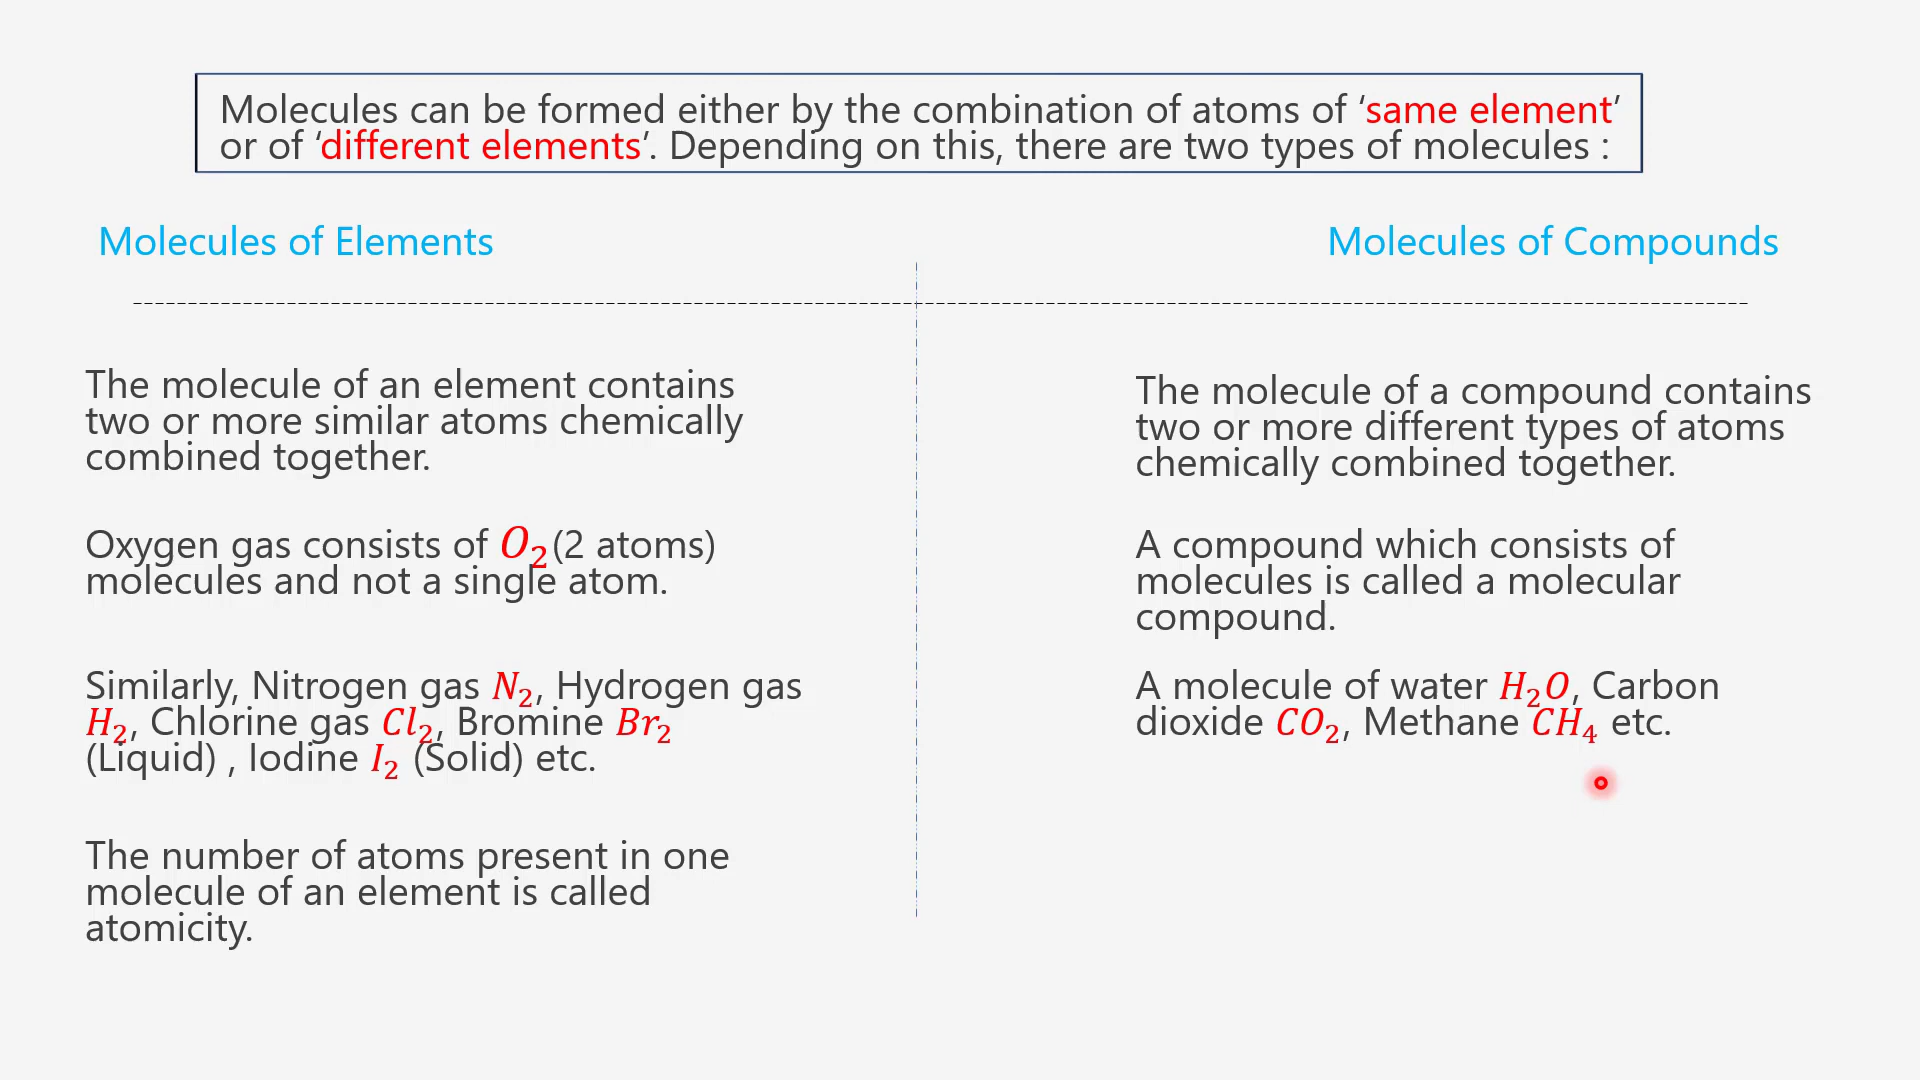 Molecules can be formed either by the combination of atoms of ‘same element’
or of ‘different elements’. Depending on this, there are two types of molecules :
Molecules of Elements
The molecule of an element contains
two or more similar atoms chemically
combined together.
Oxygen gas consists of O₂(2 atoms)
molecules and not a single atom.
Similarly, Nitrogen gas N₂, Hydrogen gas
H₂, Chlorine gas Cl₂, Bromine Br₂
(Liquid) , Iodine I₂ (Solid) etc.
The number of atoms present in one
molecule of an element is called
atomicity.
Molecules of Compounds
The molecule of a compound contains
two or more different types of atoms
chemically combined together.
A compound which consists of
molecules is called a molecular
compound.
A molecule of water H₂O, Carbon
dioxide CO₂, Methane CH₄ etc.